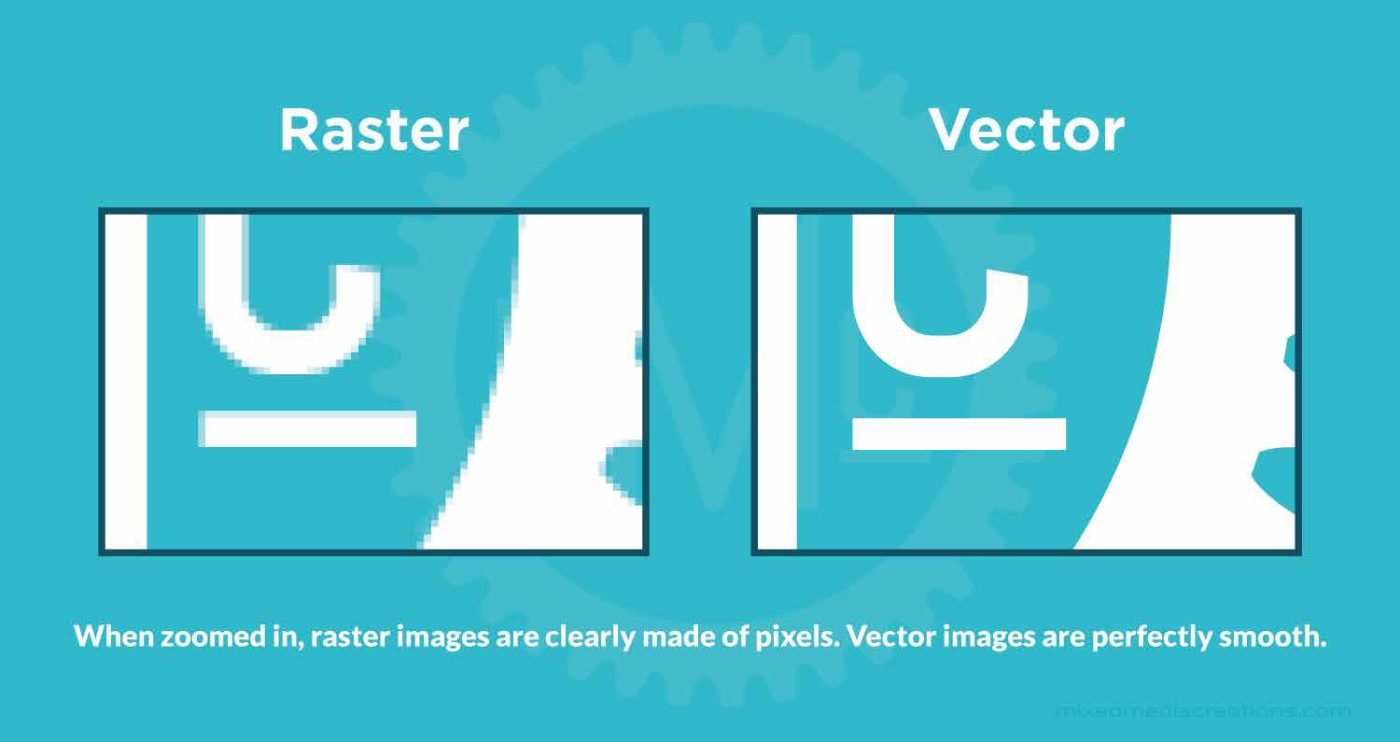 Raster
Vector
When zoomed in, raster images are clearly made of pixels. Vector images are perfectly smooth.
mixedmediacreations.com